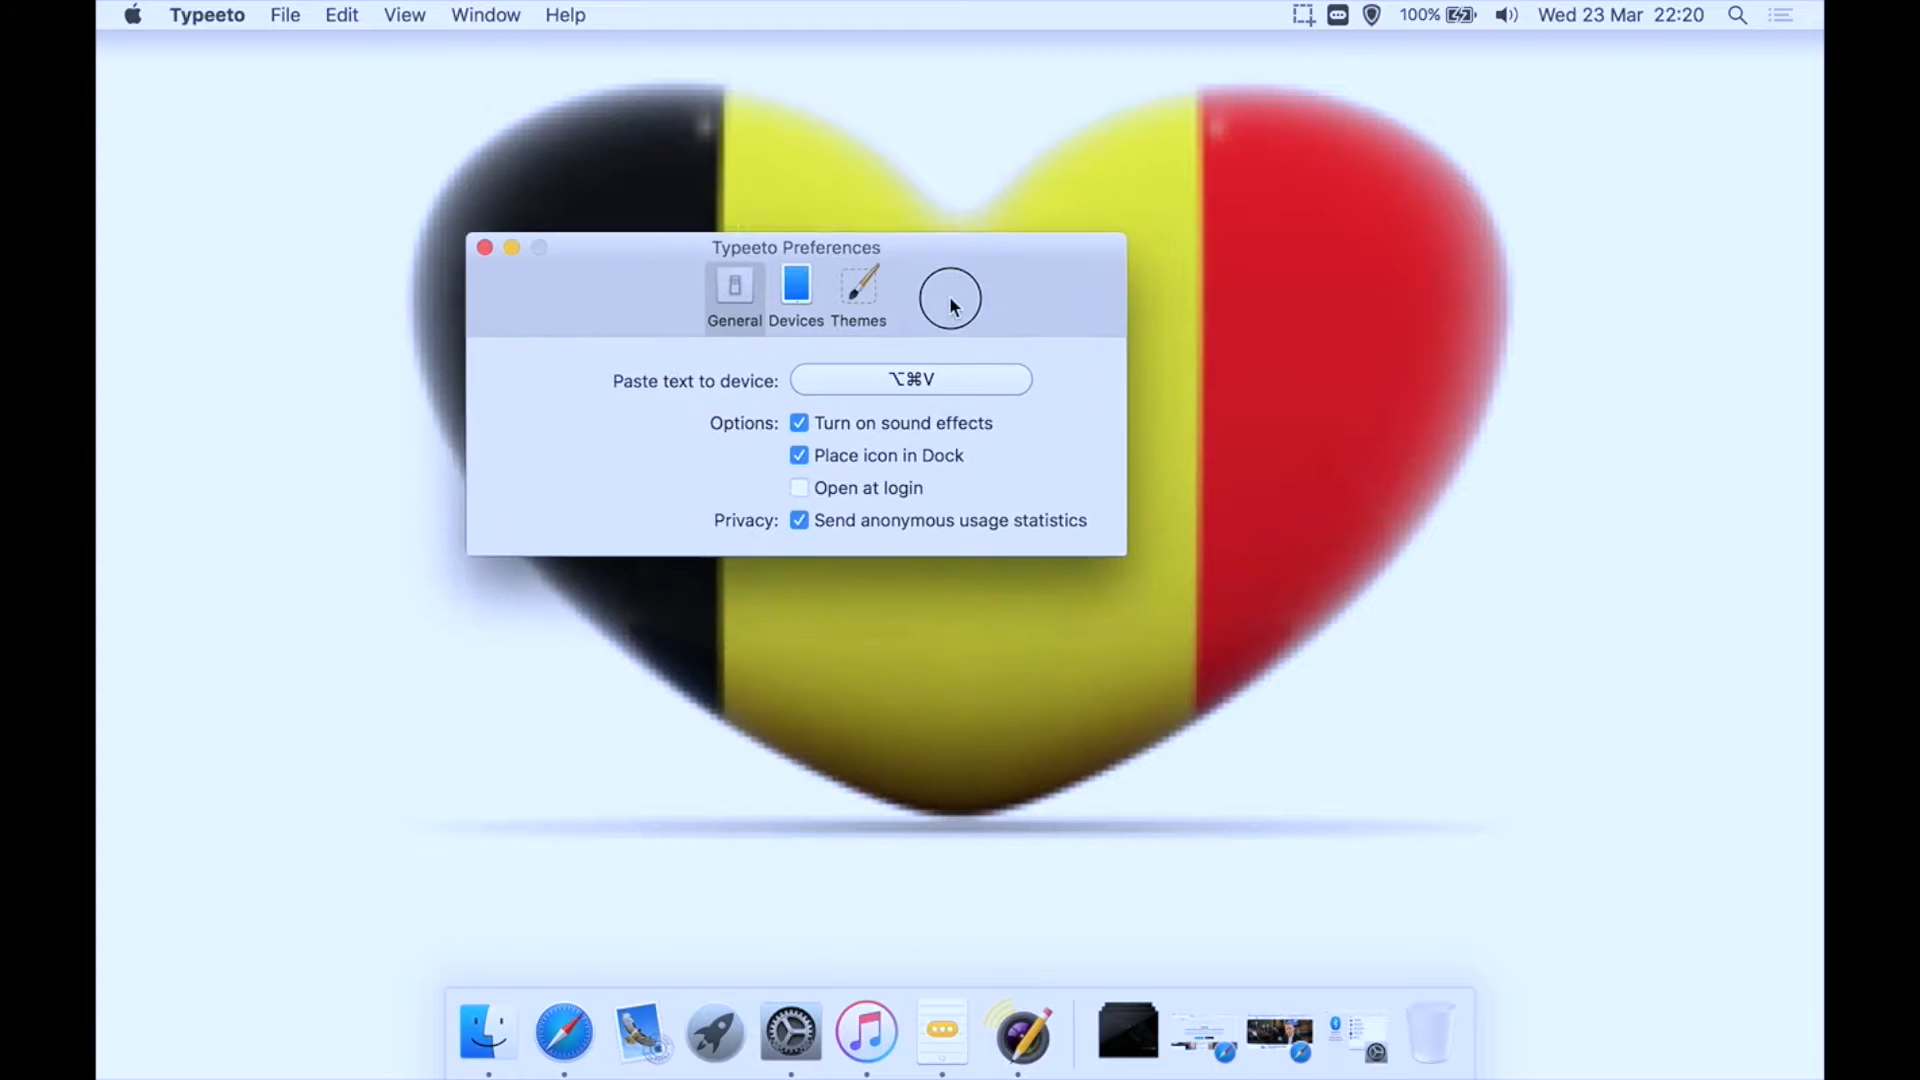 Typeeto File Edit View Window Help 100% Wed 23 Mar 22:20
Typeeto Preferences
General Devices Themes
Paste text to device: ⌥⌘V
Options: Turn on sound effects
Place icon in Dock
Open at login
Privacy: Send anonymous usage statistics